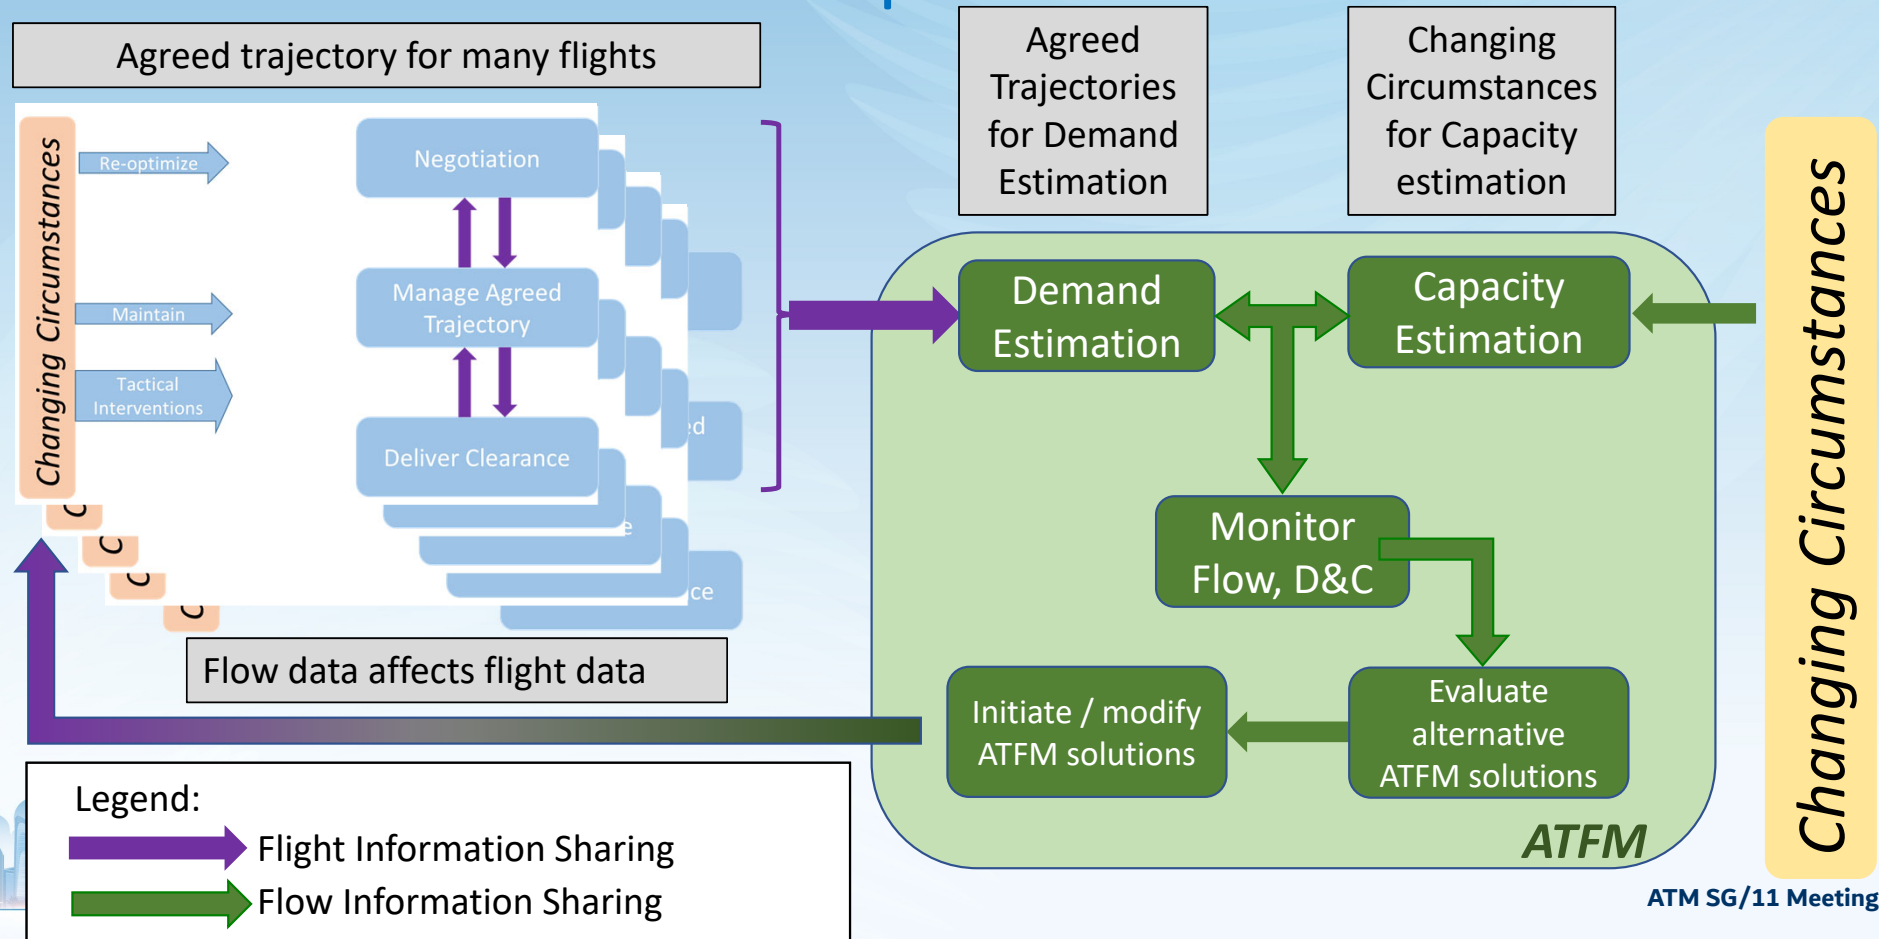 Agreed trajectory for many flights
Changing Circumstances
Re-optimize
Maintain
Tactical
Interventions
Negotiation
Manage Agreed
Trajectory
Deliver Clearance
ed
e
ce
C
C
C
C
Flow data affects flight data
Agreed
Trajectories
for Demand
Estimation
Changing
Circumstances
for Capacity
estimation
Demand
Estimation
Capacity
Estimation
Monitor
Flow, D&C
Evaluate
alternative
ATFM solutions
Initiate / modify
ATFM solutions
ATFM
Changing Circumstances
Legend:
Flight Information Sharing
Flow Information Sharing
ATM SG/11 Meeting